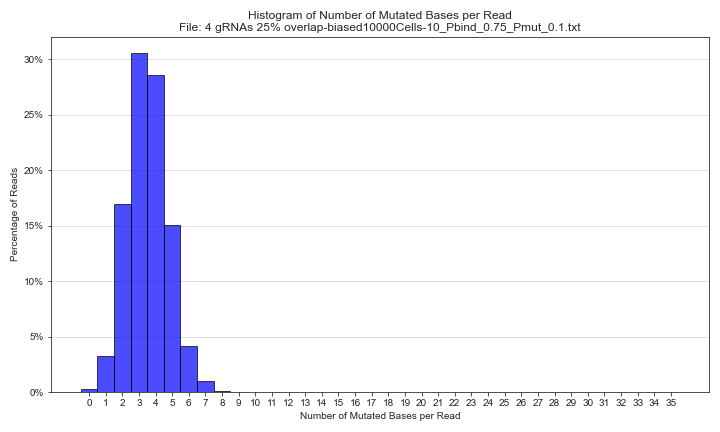 Histogram of Number of Mutated Bases per Read
File: 4 gRNAs 25% overlap-biased10000Cells-10_Pbind_0.75_Pmut_0.1.txt
Percentage of Reads
30%
25%
20%
15%
10%
5%
0%
0 1 2 3 4 5 6 7 8 9 10 11 12 13 14 15 16 17 18 19 20 21 22 23 24 25 26 27 28 29 30 31 32 33 34 35
Number of Mutated Bases per Read